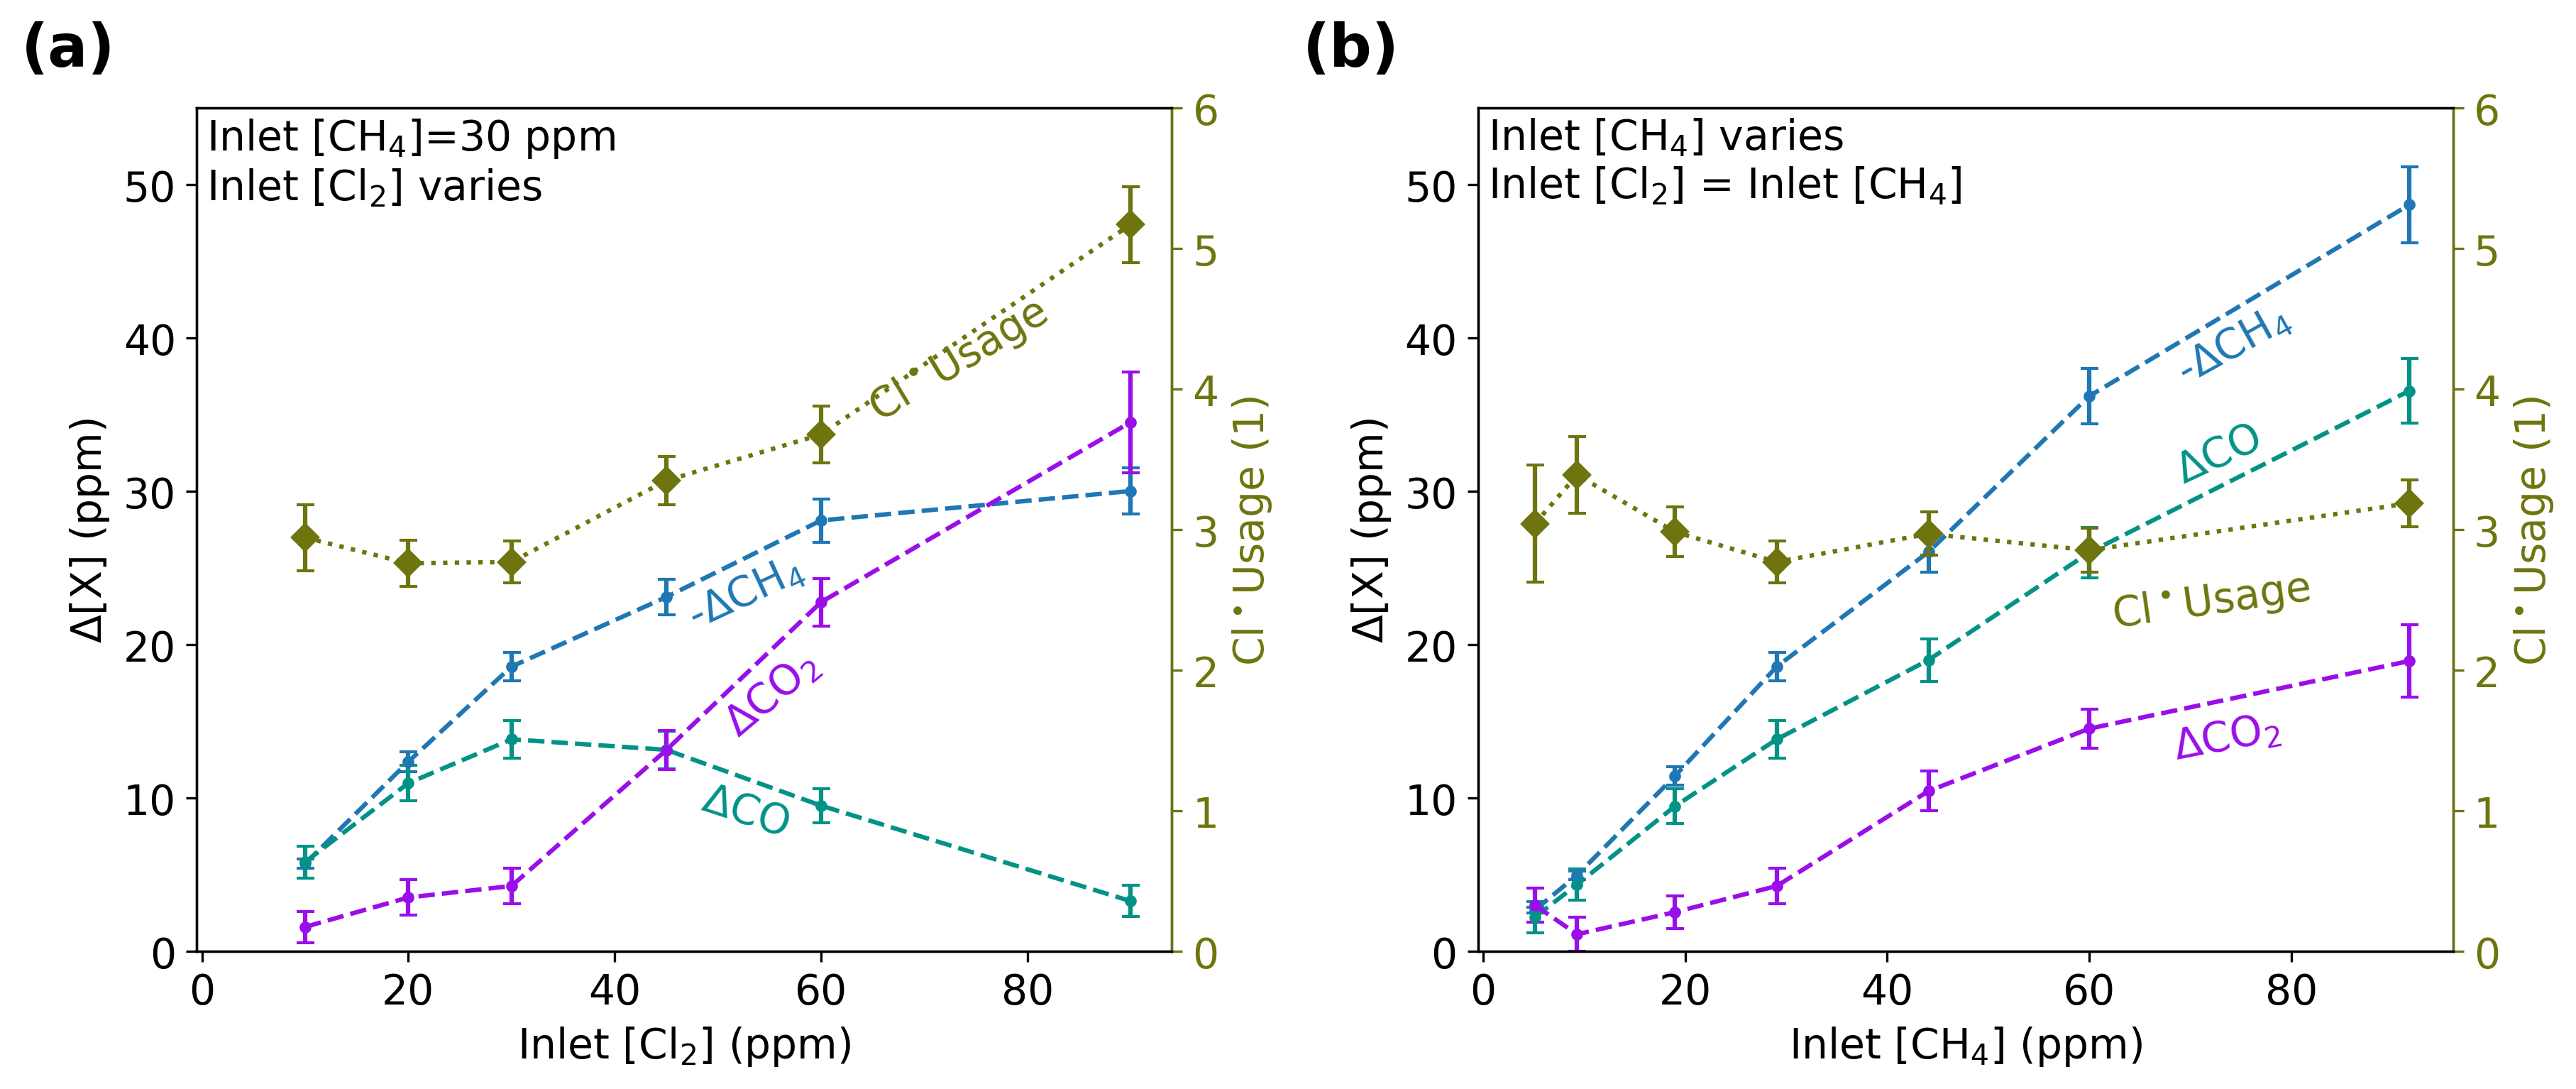 (a)
Inlet [CH₄]=30 ppm
Inlet [Cl₂] varies
Δ[X] (ppm)
50
40
30
20
10
0
0 20 40 60 80
Inlet [Cl₂] (ppm)
6
5
4
3
2
1
0
Cl•Usage (1)
Cl•Usage
-ΔCH₄
ΔCO₂
ΔCO
(b)
Inlet [CH₄] varies
Inlet [Cl₂] = Inlet [CH₄]
Δ[X] (ppm)
50
40
30
20
10
0
0 20 40 60 80
Inlet [CH₄] (ppm)
6
5
4
3
2
1
0
Cl•Usage (1)
-ΔCH₄
ΔCO
Cl•Usage
ΔCO₂